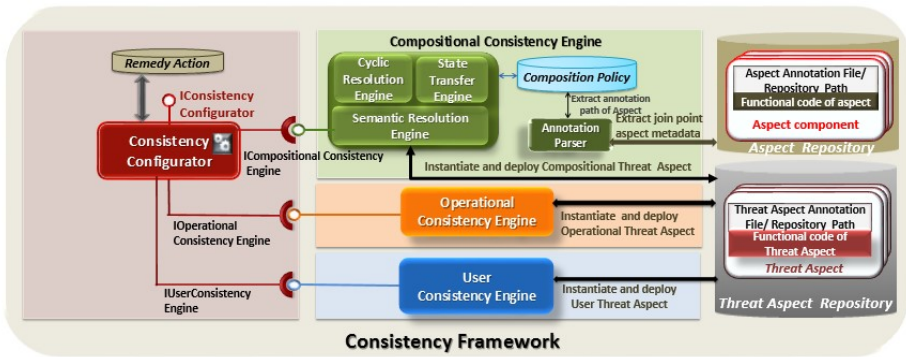 Remedy Action
IConsistency
Configurator
Consistency
Configurator
ICompositional Consistency
Engine
IOperational
Consistency Engine
IUserConsistency
Engine
Compositional Consistency Engine
Cyclic
Resolution
Engine
State
Transfer
Engine
Semantic Resolution
Engine
Composition Policy
Extract annotation
path of Aspect
Annotation
Parser
Extract join point
aspect metadata
Instantiate and deploy Compositional Threat Aspect
Operational
Consistency Engine
Instantiate and deploy
Operational Threat Aspect
User
Consistency Engine
Instantiate and deploy
User Threat Aspect
Aspect Annotation File/
Repository Path
Functional code of aspect
Aspect component
Aspect Repository
Threat Aspect Annotation
File/ Repository Path
Functional code of
Threat Aspect
Threat Aspect
Threat Aspect Repository
Consistency Framework